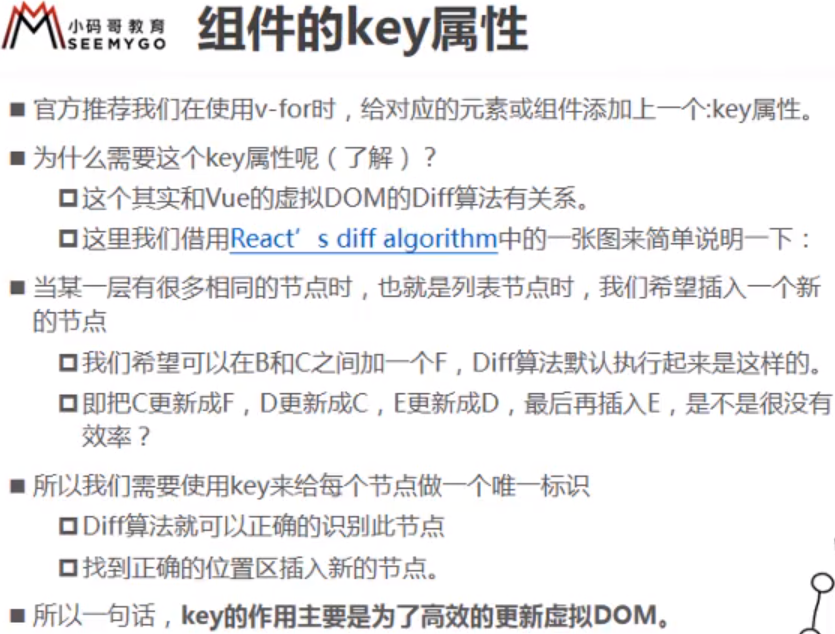 小码哥教育
SEEMYGO
组件的key属性
■ 官方推荐我们在使用v-for时，给对应的元素或组件添加上一个:key属性。
■ 为什么需要这个key属性呢（了解）？
这个其实和Vue的虚拟DOM的Diff算法有关系。
这里我们借用React’s diff algorithm中的一张图来简单说明一下：
■ 当某一层有很多相同的节点时，也就是列表节点时，我们希望插入一个新
的节点
我们希望可以在B和C之间加一个F，Diff算法默认执行起来是这样的。
即把C更新成F，D更新成C，E更新成D，最后再插入E，是不是很没有
效率？
■ 所以我们需要使用key来给每个节点做一个唯一标识
Diff算法就可以正确的识别此节点
找到正确的位置区插入新的节点。
■ 所以一句话，key的作用主要是为了高效的更新虚拟DOM。